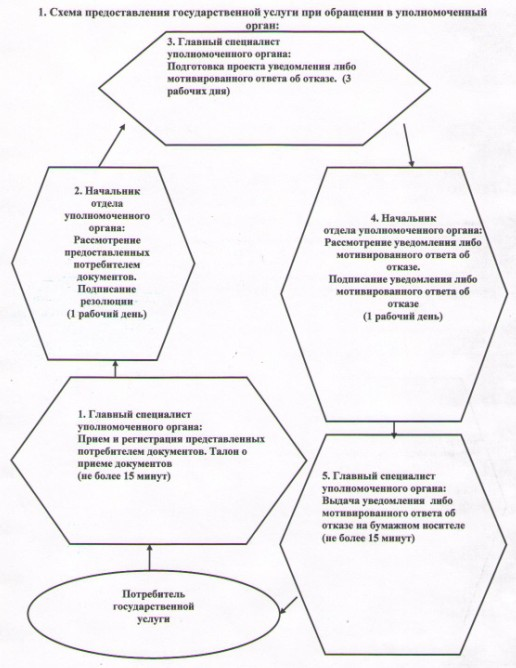 1. Схема предоставления государственной услуги при обращении в уполномоченный
орган:
3. Главный специалист
уполномоченного органа:
Подготовка проекта уведомления либо
мотивированного ответа об отказе. (3
рабочих дня)
2. Начальник
отдела
уполномоченного
органа:
Рассмотрение
предоставленных
потребителем
документов.
Подписание
резолюции
(1 рабочий день)
4. Начальник
отдела уполномоченного органа:
Рассмотрение уведомления либо
мотивированного ответа об
отказе.
Подписание уведомления либо
мотивированного ответа об
отказе
(1 рабочий день)
1. Главный специалист
уполномоченного органа:
Прием и регистрация представленных
потребителем документов. Талон о
приеме документов
(не более 15 минут)
5. Главный специалист
уполномоченного органа:
Выдача уведомления либо
мотивированного ответа об
отказе на бумажном носителе
(не более 15 минут)
Потребитель
государственной
услуги